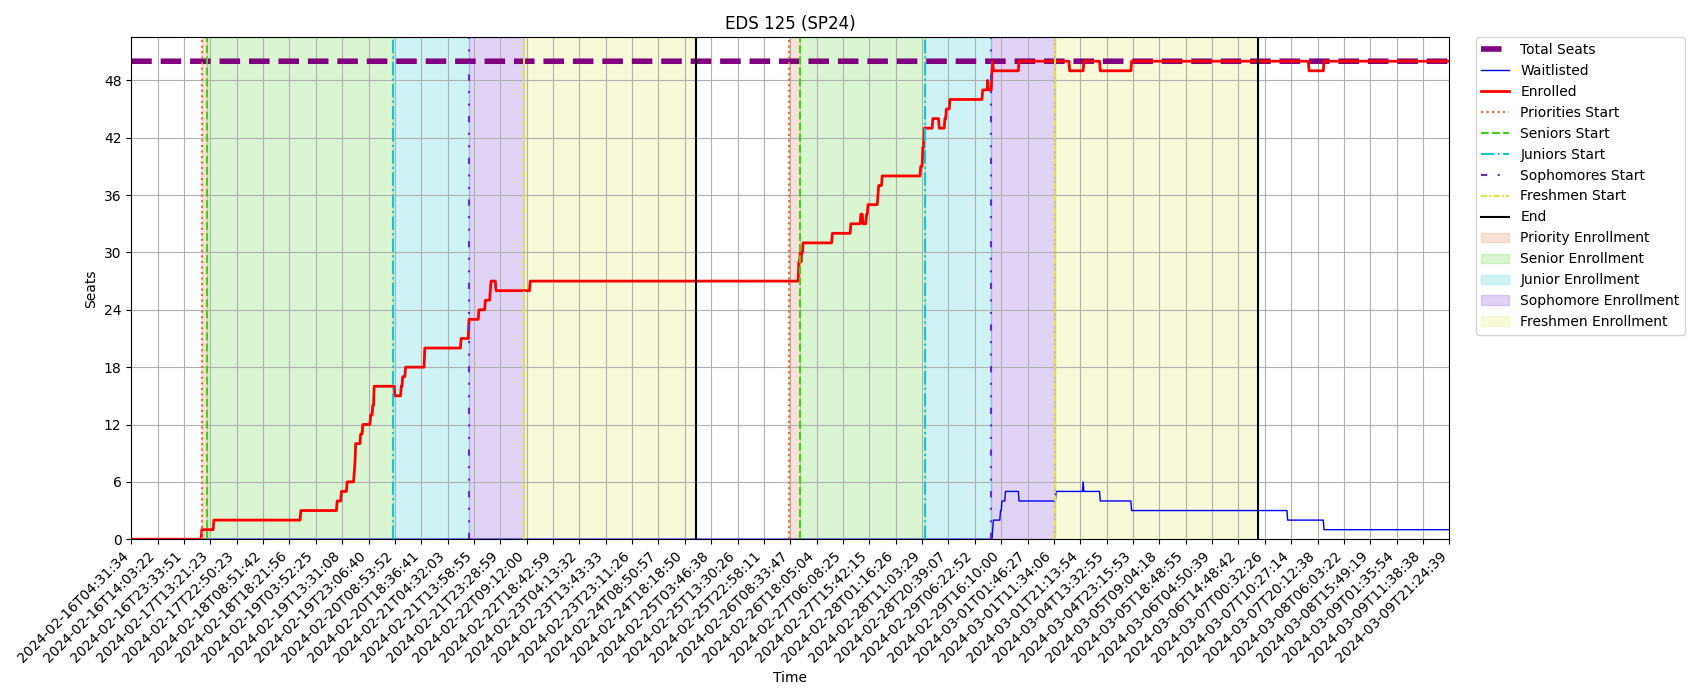 EDS 125 (SP24)
Total Seats
Waitlisted
Enrolled
Priorities Start
Seniors Start
Juniors Start
Sophomores Start
Freshmen Start
End
Priority Enrollment
Senior Enrollment
Junior Enrollment
Sophomore Enrollment
Freshmen Enrollment
Seats
48
42
36
30
24
18
12
6
0
2024-02-16T04:31:34
2024-02-16T14:03:22
2024-02-16T23:33:51
2024-02-17T13:21:23
2024-02-17T22:50:23
2024-02-18T08:51:42
2024-02-18T18:21:56
2024-02-19T03:52:25
2024-02-19T13:31:08
2024-02-19T23:06:40
2024-02-20T08:53:52
2024-02-20T18:36:41
2024-02-21T04:32:03
2024-02-21T13:58:55
2024-02-21T23:28:59
2024-02-22T09:12:00
2024-02-22T18:42:59
2024-02-23T04:13:32
2024-02-23T13:43:33
2024-02-23T23:11:26
2024-02-24T08:50:57
2024-02-24T18:18:50
2024-02-25T03:46:38
2024-02-25T13:30:26
2024-02-25T22:58:11
2024-02-26T08:33:47
2024-02-26T18:05:04
2024-02-27T06:08:25
2024-02-27T15:42:15
2024-02-28T01:16:26
2024-02-28T11:03:29
2024-02-28T20:39:07
2024-02-29T06:22:52
2024-02-29T16:10:00
2024-03-01T01:46:27
2024-03-01T11:34:06
2024-03-01T21:13:54
2024-03-04T13:32:55
2024-03-04T23:15:53
2024-03-05T09:04:18
2024-03-05T18:48:55
2024-03-06T04:50:39
2024-03-06T14:48:42
2024-03-07T00:32:26
2024-03-07T10:27:14
2024-03-07T20:12:38
2024-03-08T06:03:22
2024-03-08T15:49:19
2024-03-09T01:35:54
2024-03-09T11:38:38
2024-03-09T21:24:39
Time